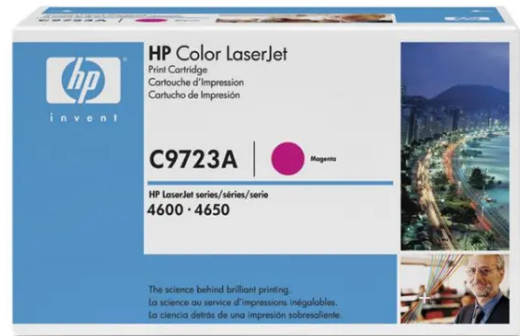 C9723A
HP Color LaserJet
Print Cartridge
Cartouche d'Impression
Cartucho de Impresión
hp
invent
C9723A
Magenta
HP LaserJet series/séries/serie
4600 · 4650
The science behind brilliant printing.
La science au service d'impressions inégalables.
La ciencia detrás de una impresión sobresaliente.